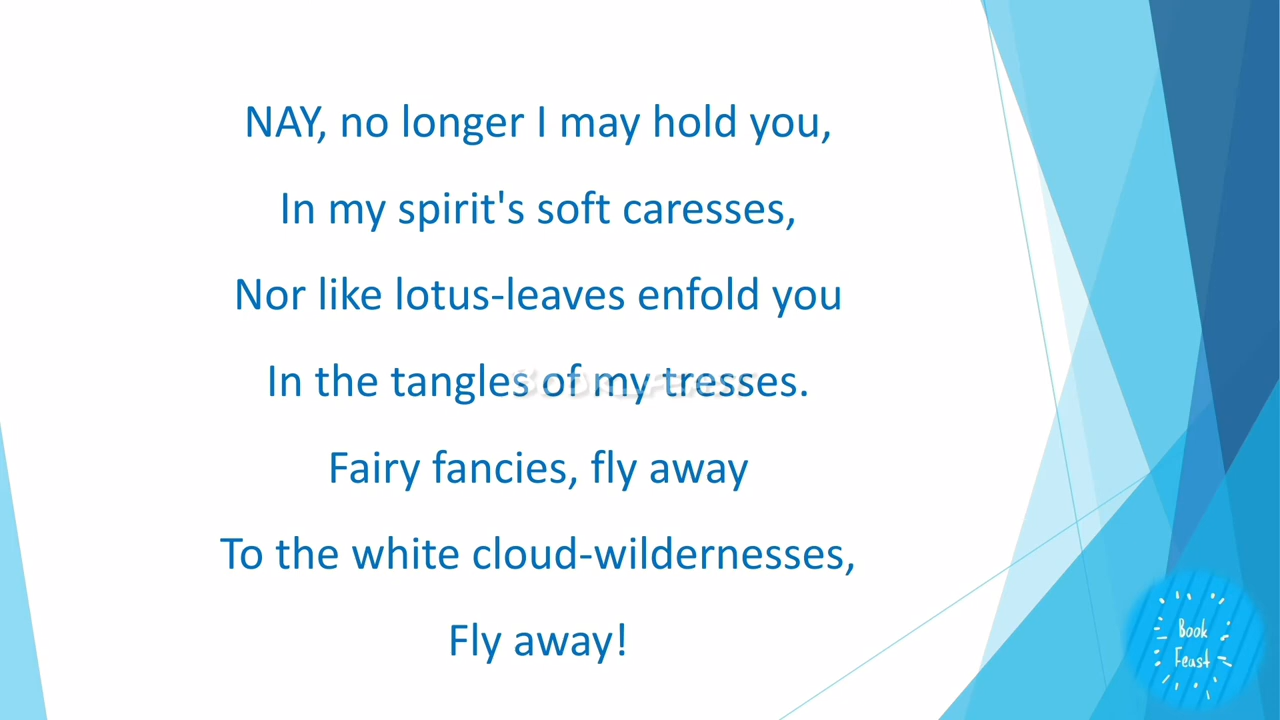 NAY, no longer I may hold you,
In my spirit's soft caresses,
Nor like lotus-leaves enfold you
In the tangles of my tresses.
Fairy fancies, fly away
To the white cloud-wildernesses,
Fly away!
Book
Feast